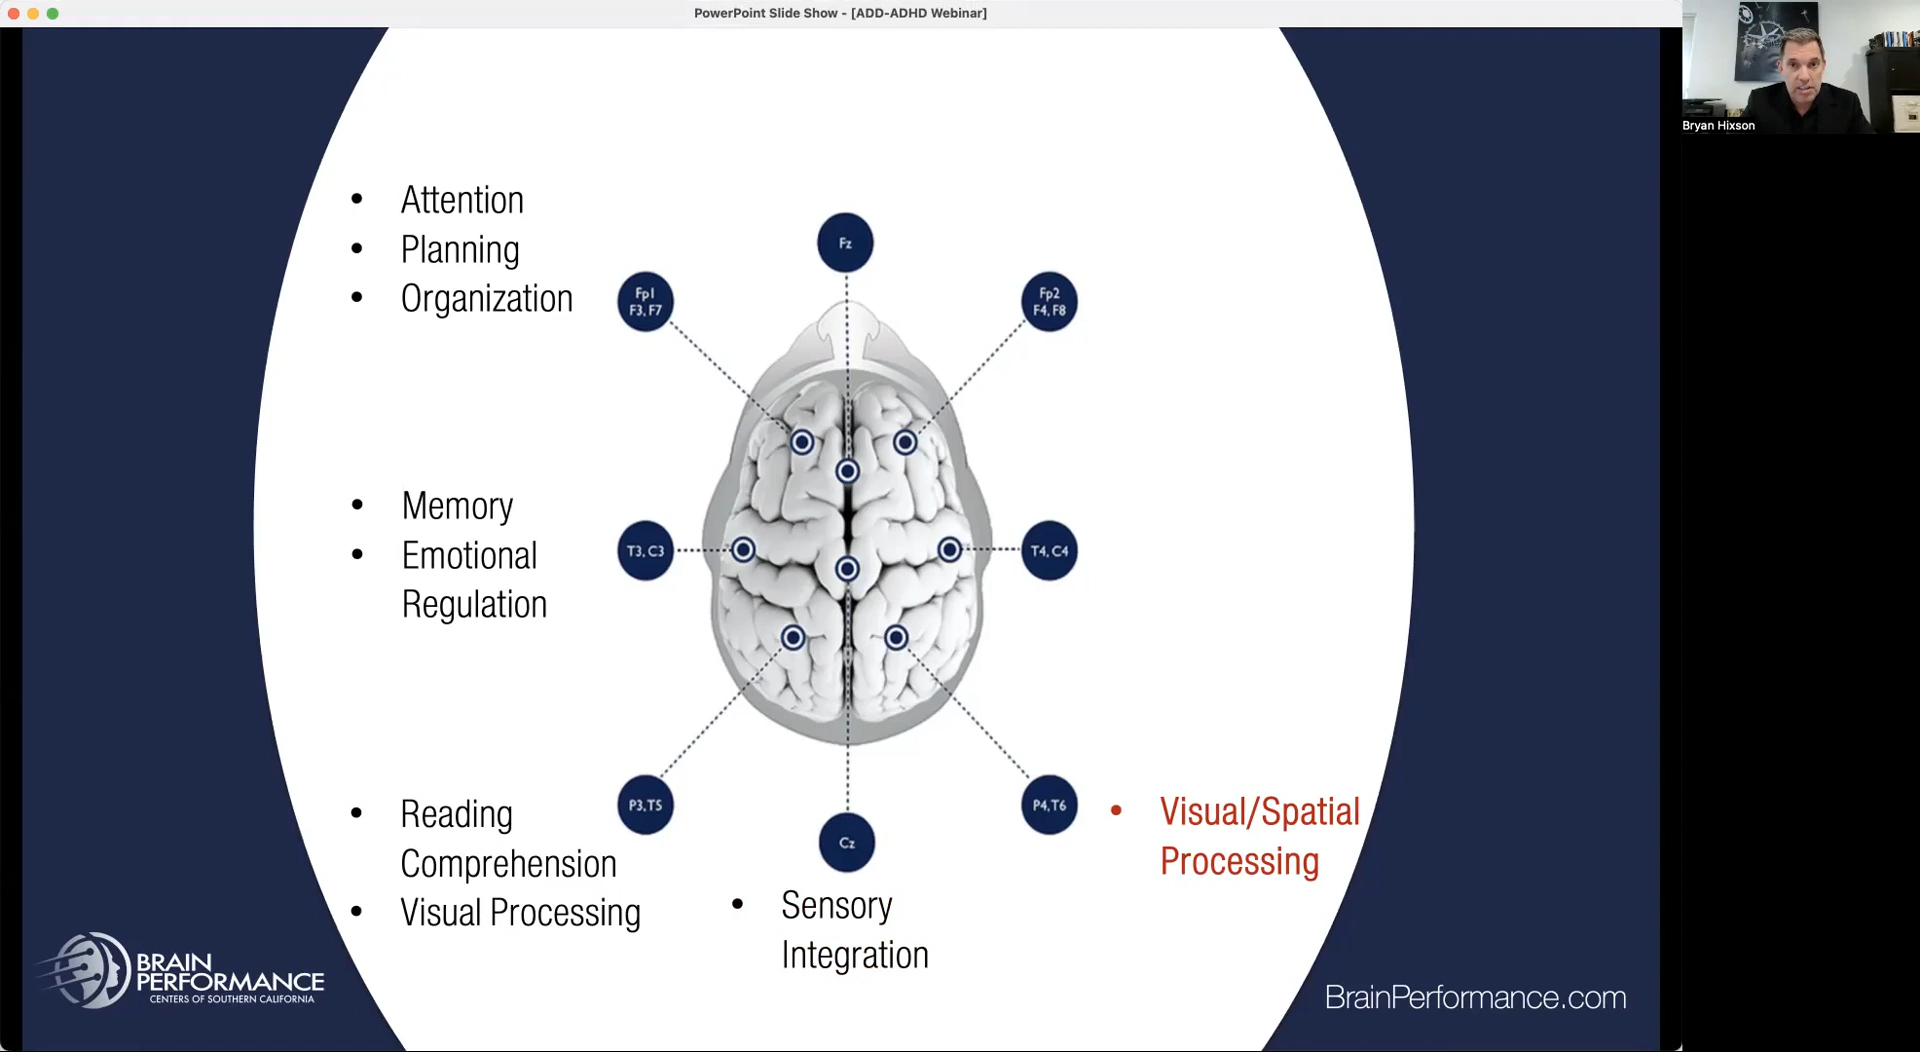 PowerPoint Slide Show - [ADD-ADHD Webinar]
Bryan Hixson
• Attention
• Planning
• Organization
Fz
Fp1
F3, F7
Fp2
F4, F8
• Memory
• Emotional
Regulation
T3, C3
T4, C4
• Reading
Comprehension
• Visual Processing
P3, T5
Cz
P4, T6
• Sensory
Integration
• Visual/Spatial
Processing
BRAIN
PERFORMANCE
CENTERS OF SOUTHERN CALIFORNIA
BrainPerformance.com